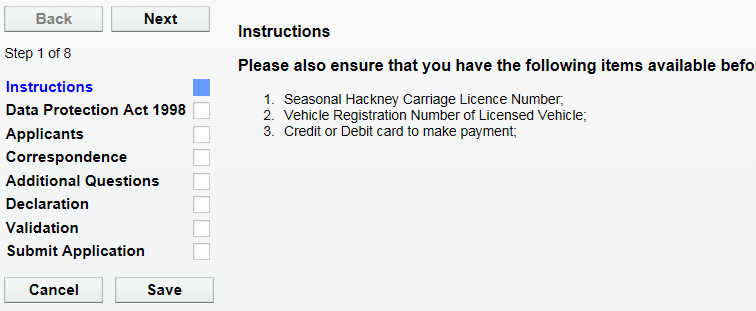 Back Next
Step 1 of 8
Instructions
Data Protection Act 1998
Applicants
Correspondence
Additional Questions
Declaration
Validation
Submit Application
Cancel Save
Instructions
Please also ensure that you have the following items available befo
1. Seasonal Hackney Carriage Licence Number;
2. Vehicle Registration Number of Licensed Vehicle;
3. Credit or Debit card to make payment;